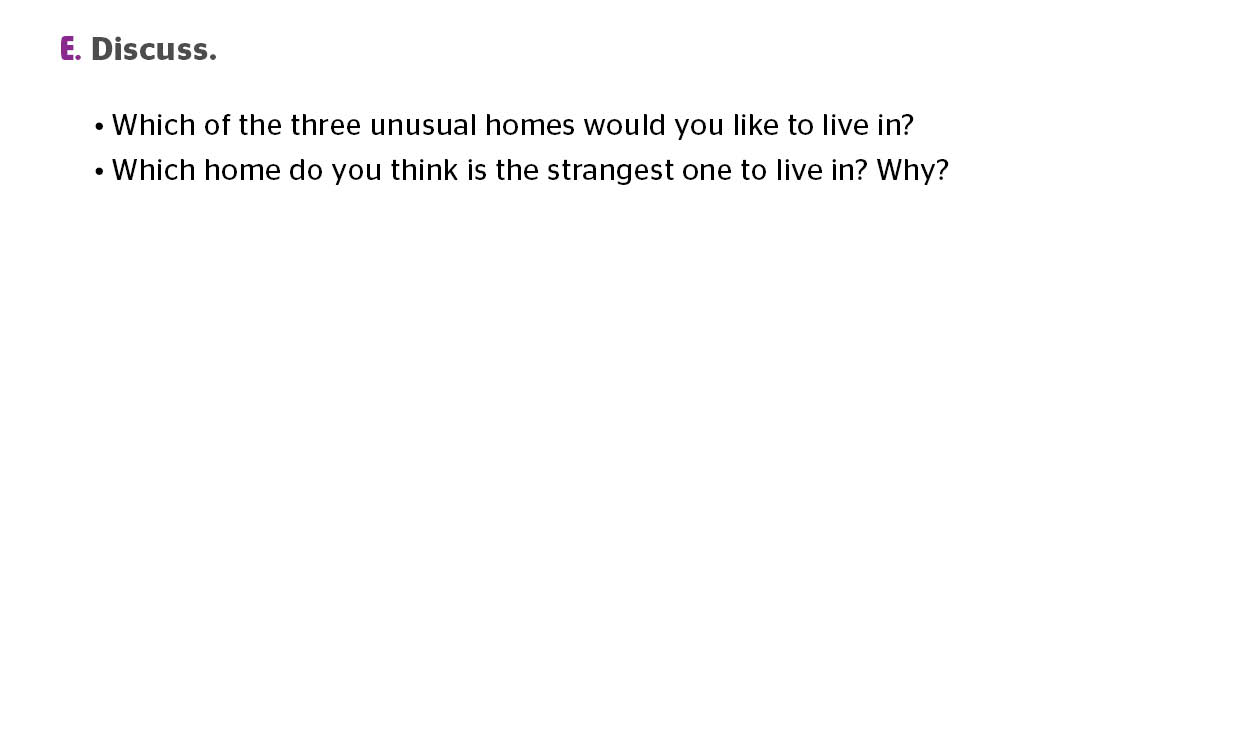 E. Discuss.
• Which of the three unusual homes would you like to live in?
• Which home do you think is the strangest one to live in? Why?